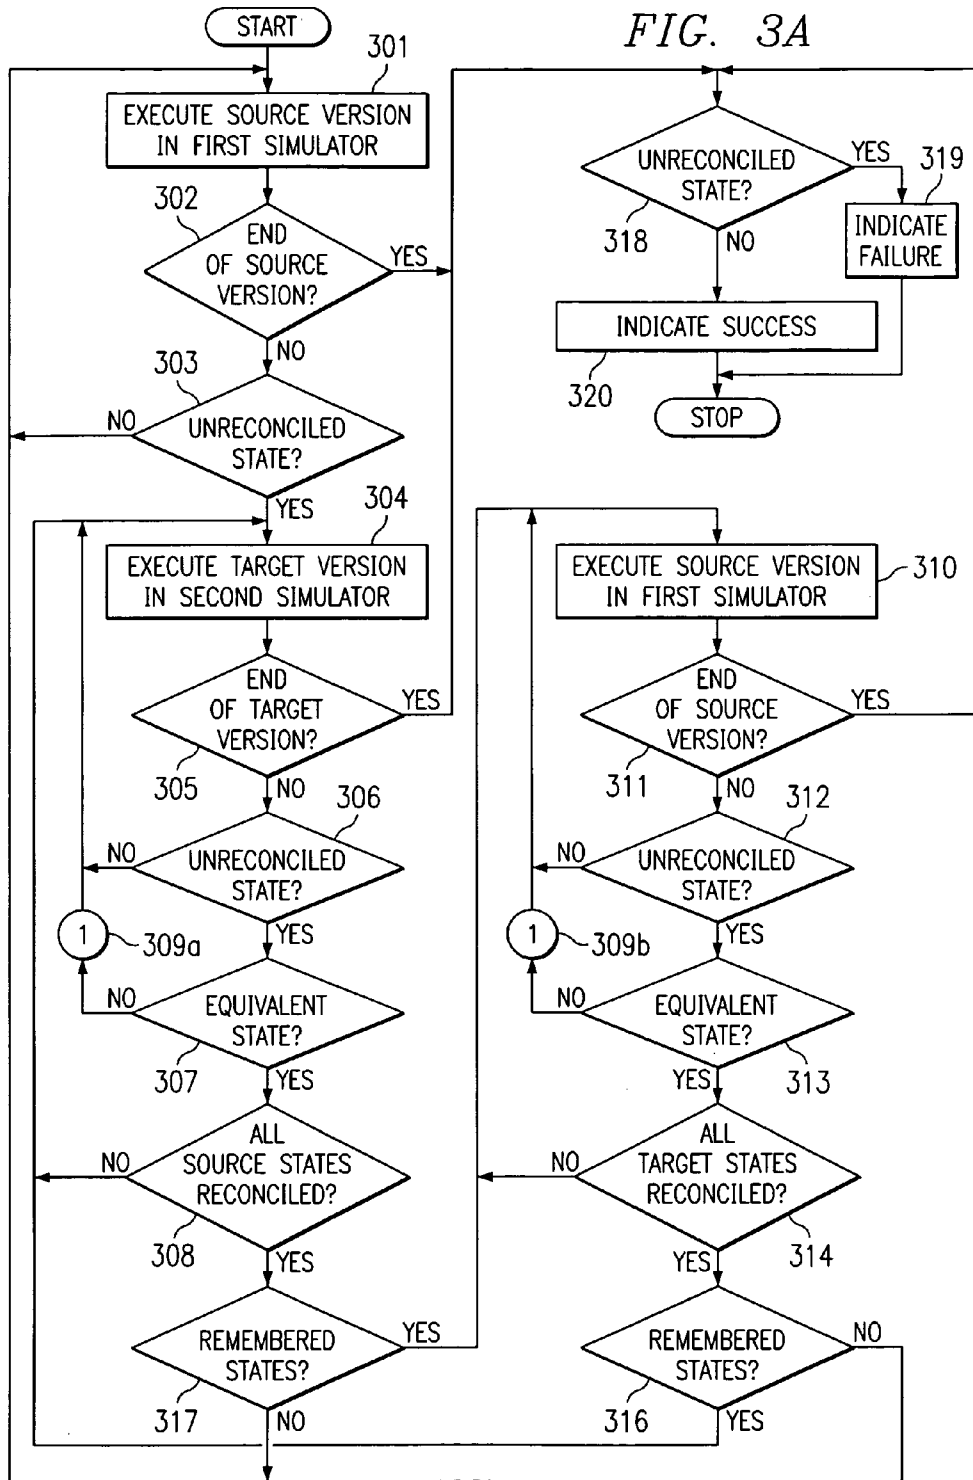 FIG. 3A
START
301
EXECUTE SOURCE VERSION
IN FIRST SIMULATOR
302
END
OF SOURCE
VERSION?
YES
NO
303
UNRECONCILED
STATE?
NO
YES
304
EXECUTE TARGET VERSION
IN SECOND SIMULATOR
END
OF TARGET
VERSION?
YES
305
NO
306
UNRECONCILED
STATE?
NO
YES
1
309a
EQUIVALENT
STATE?
NO
307
YES
ALL
SOURCE STATES
RECONCILED?
NO
308
YES
REMEMBERED
STATES?
YES
317
NO
UNRECONCILED
STATE?
YES
318
NO
319
INDICATE
FAILURE
INDICATE SUCCESS
320
STOP
EXECUTE SOURCE VERSION
IN FIRST SIMULATOR
310
END
OF SOURCE
VERSION?
YES
311
NO
312
UNRECONCILED
STATE?
NO
YES
1
309b
EQUIVALENT
STATE?
NO
313
YES
ALL
TARGET STATES
RECONCILED?
NO
314
YES
REMEMBERED
STATES?
NO
316
YES